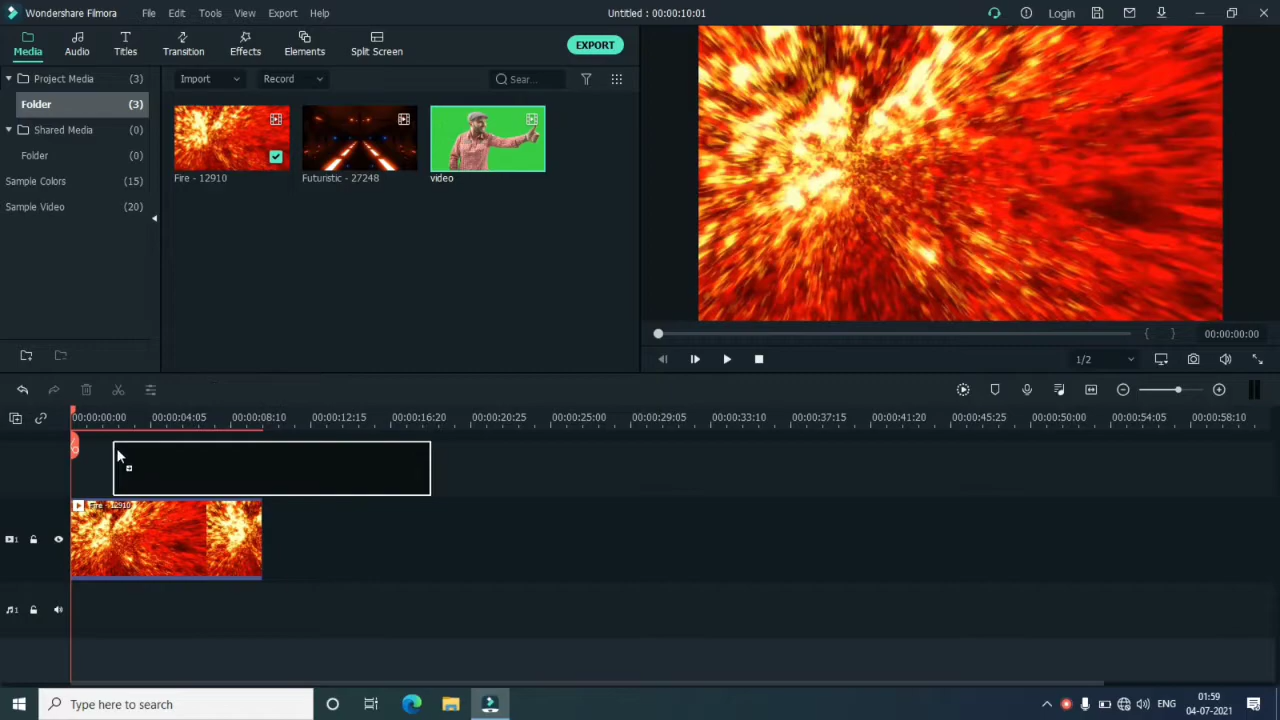 Wondershare Filmora File Edit Tools View Export Help Untitled : 00:00:10:01 Login
Media Audio Titles Transition Effects Elements Split Screen EXPORT
Project Media (3) Import Record Sear...
Folder (3)
Shared Media (0)
Folder (0)
Sample Colors (15)
Sample Video (20)
Fire - 12910 Futuristic - 27248 video
00:00:00:00
1/2
00:00:00:00 00:00:04:05 00:00:08:10 00:00:12:15 00:00:16:20 00:00:20:25 00:00:25:00 00:00:29:05 00:00:33:10 00:00:37:15 00:00:41:20 00:00:45:25 00:00:50:00 00:00:54:05 00:00:58:10
Fire - 12910
1
1
Type here to search ENG 01:59
04-07-2021